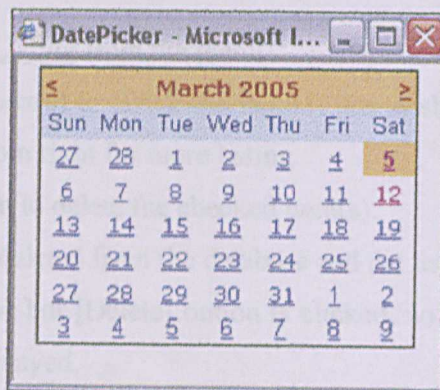 DatePicker - Microsoft I...
< March 2005 >
Sun Mon Tue Wed Thu Fri Sat
27 28 1 2 3 4 5
6 7 8 9 10 11 12
13 14 15 16 17 18 19
20 21 22 23 24 25 26
27 28 29 30 31 1 2
3 4 5 6 7 8 9